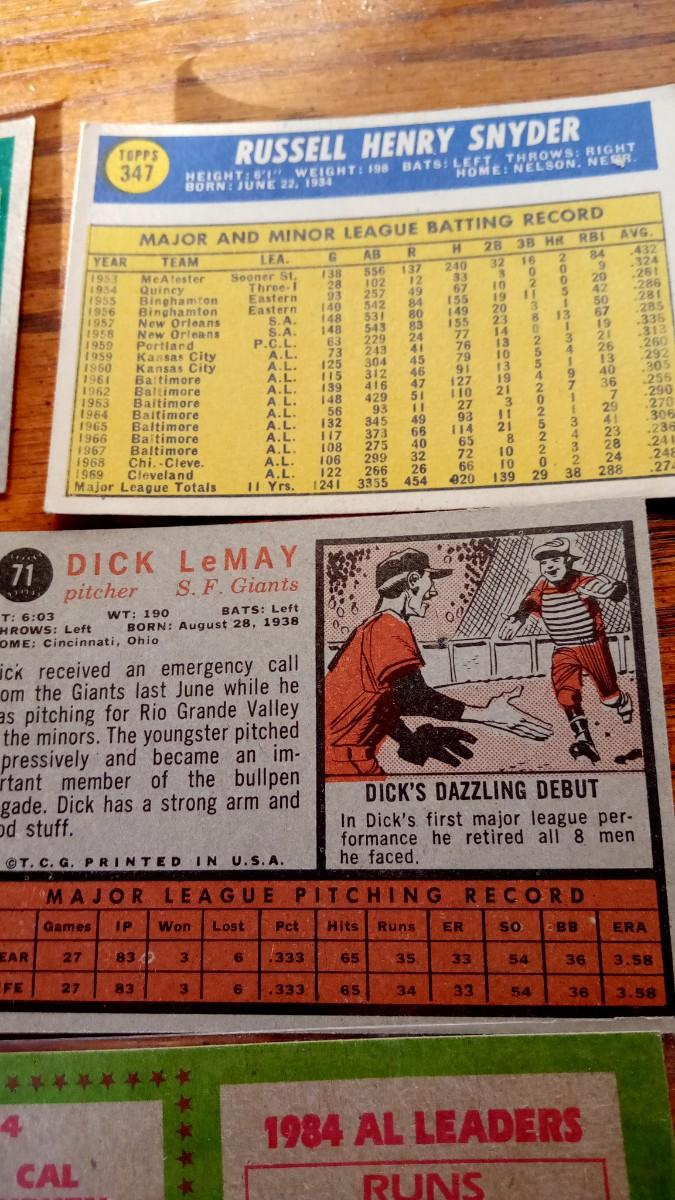 TOPPS
347
RUSSELL HENRY SNYDER
HEIGHT: 6'1" WEIGHT: 198 BATS: LEFT THROWS: RIGHT
BORN: JUNE 22, 1934 HOME: NELSON, NEBR.
MAJOR AND MINOR LEAGUE BATTING RECORD
YEAR TEAM LEA. G AB R H 2B 3B HR RBI AVG.
1953 McAlester Sooner St. 138 556 137 240 32 16 2 84 .432
1954 Quincy Three-I 28 102 12 33 3 0 0 9 .324
1955 Binghamton Eastern 93 257 49 67 10 2 0 20 .261
1956 Binghamton Eastern 140 542 84 155 19 11 5 42 .286
1957 New Orleans S.A. 148 531 80 149 20 3 1 50 .281
1958 New Orleans S.A. 148 543 83 155 23 8 13 67 .285
1959 Portland P.C.L. 63 229 24 77 14 0 1 19 .336
1959 Kansas City A.L. 73 243 41 76 13 2 3 21 .313
1960 Kansas City A.L. 125 304 45 79 10 5 4 26 .260
1961 Baltimore A.L. 115 312 46 91 13 5 1 13 .292
1962 Baltimore A.L. 139 416 47 127 19 4 9 40 .305
1963 Baltimore A.L. 148 429 51 110 21 2 7 36 .256
1964 Baltimore A.L. 56 93 11 27 3 0 1 7 .290
1965 Baltimore A.L. 132 345 49 93 11 2 1 29 .270
1966 Baltimore A.L. 117 373 66 114 21 5 3 41 .306
1967 Baltimore A.L. 108 275 40 65 8 2 4 23 .236
1968 Chi.-Cleve. A.L. 106 299 32 72 10 2 3 28 .241
1969 Cleveland A.L. 122 266 26 66 10 0 2 24 .248
Major League Totals 11 Yrs. 1241 3355 454 920 139 29 38 288 .274
71
DICK LeMAY
pitcher S. F. Giants
T: 6:03 WT: 190 BATS: Left
HROWS: Left BORN: August 28, 1938
OME: Cincinnati, Ohio
ick received an emergency call
om the Giants last June while he
as pitching for Rio Grande Valley
the minors. The youngster pitched
pressively and became an im-
rtant member of the bullpen
gade. Dick has a strong arm and
od stuff.
©T. C. G. PRINTED IN U.S.A.
DICK'S DAZZLING DEBUT
In Dick's first major league per-
formance he retired all 8 men
he faced.
MAJOR LEAGUE PITCHING RECORD
Games IP Won Lost Pct Hits Runs ER SO BB ERA
EAR 27 83 3 6 .333 65 35 33 54 36 3.58
FE 27 83 3 6 .333 65 34 33 54 36 3.58
4
CAL
1984 AL LEADERS
RUNS